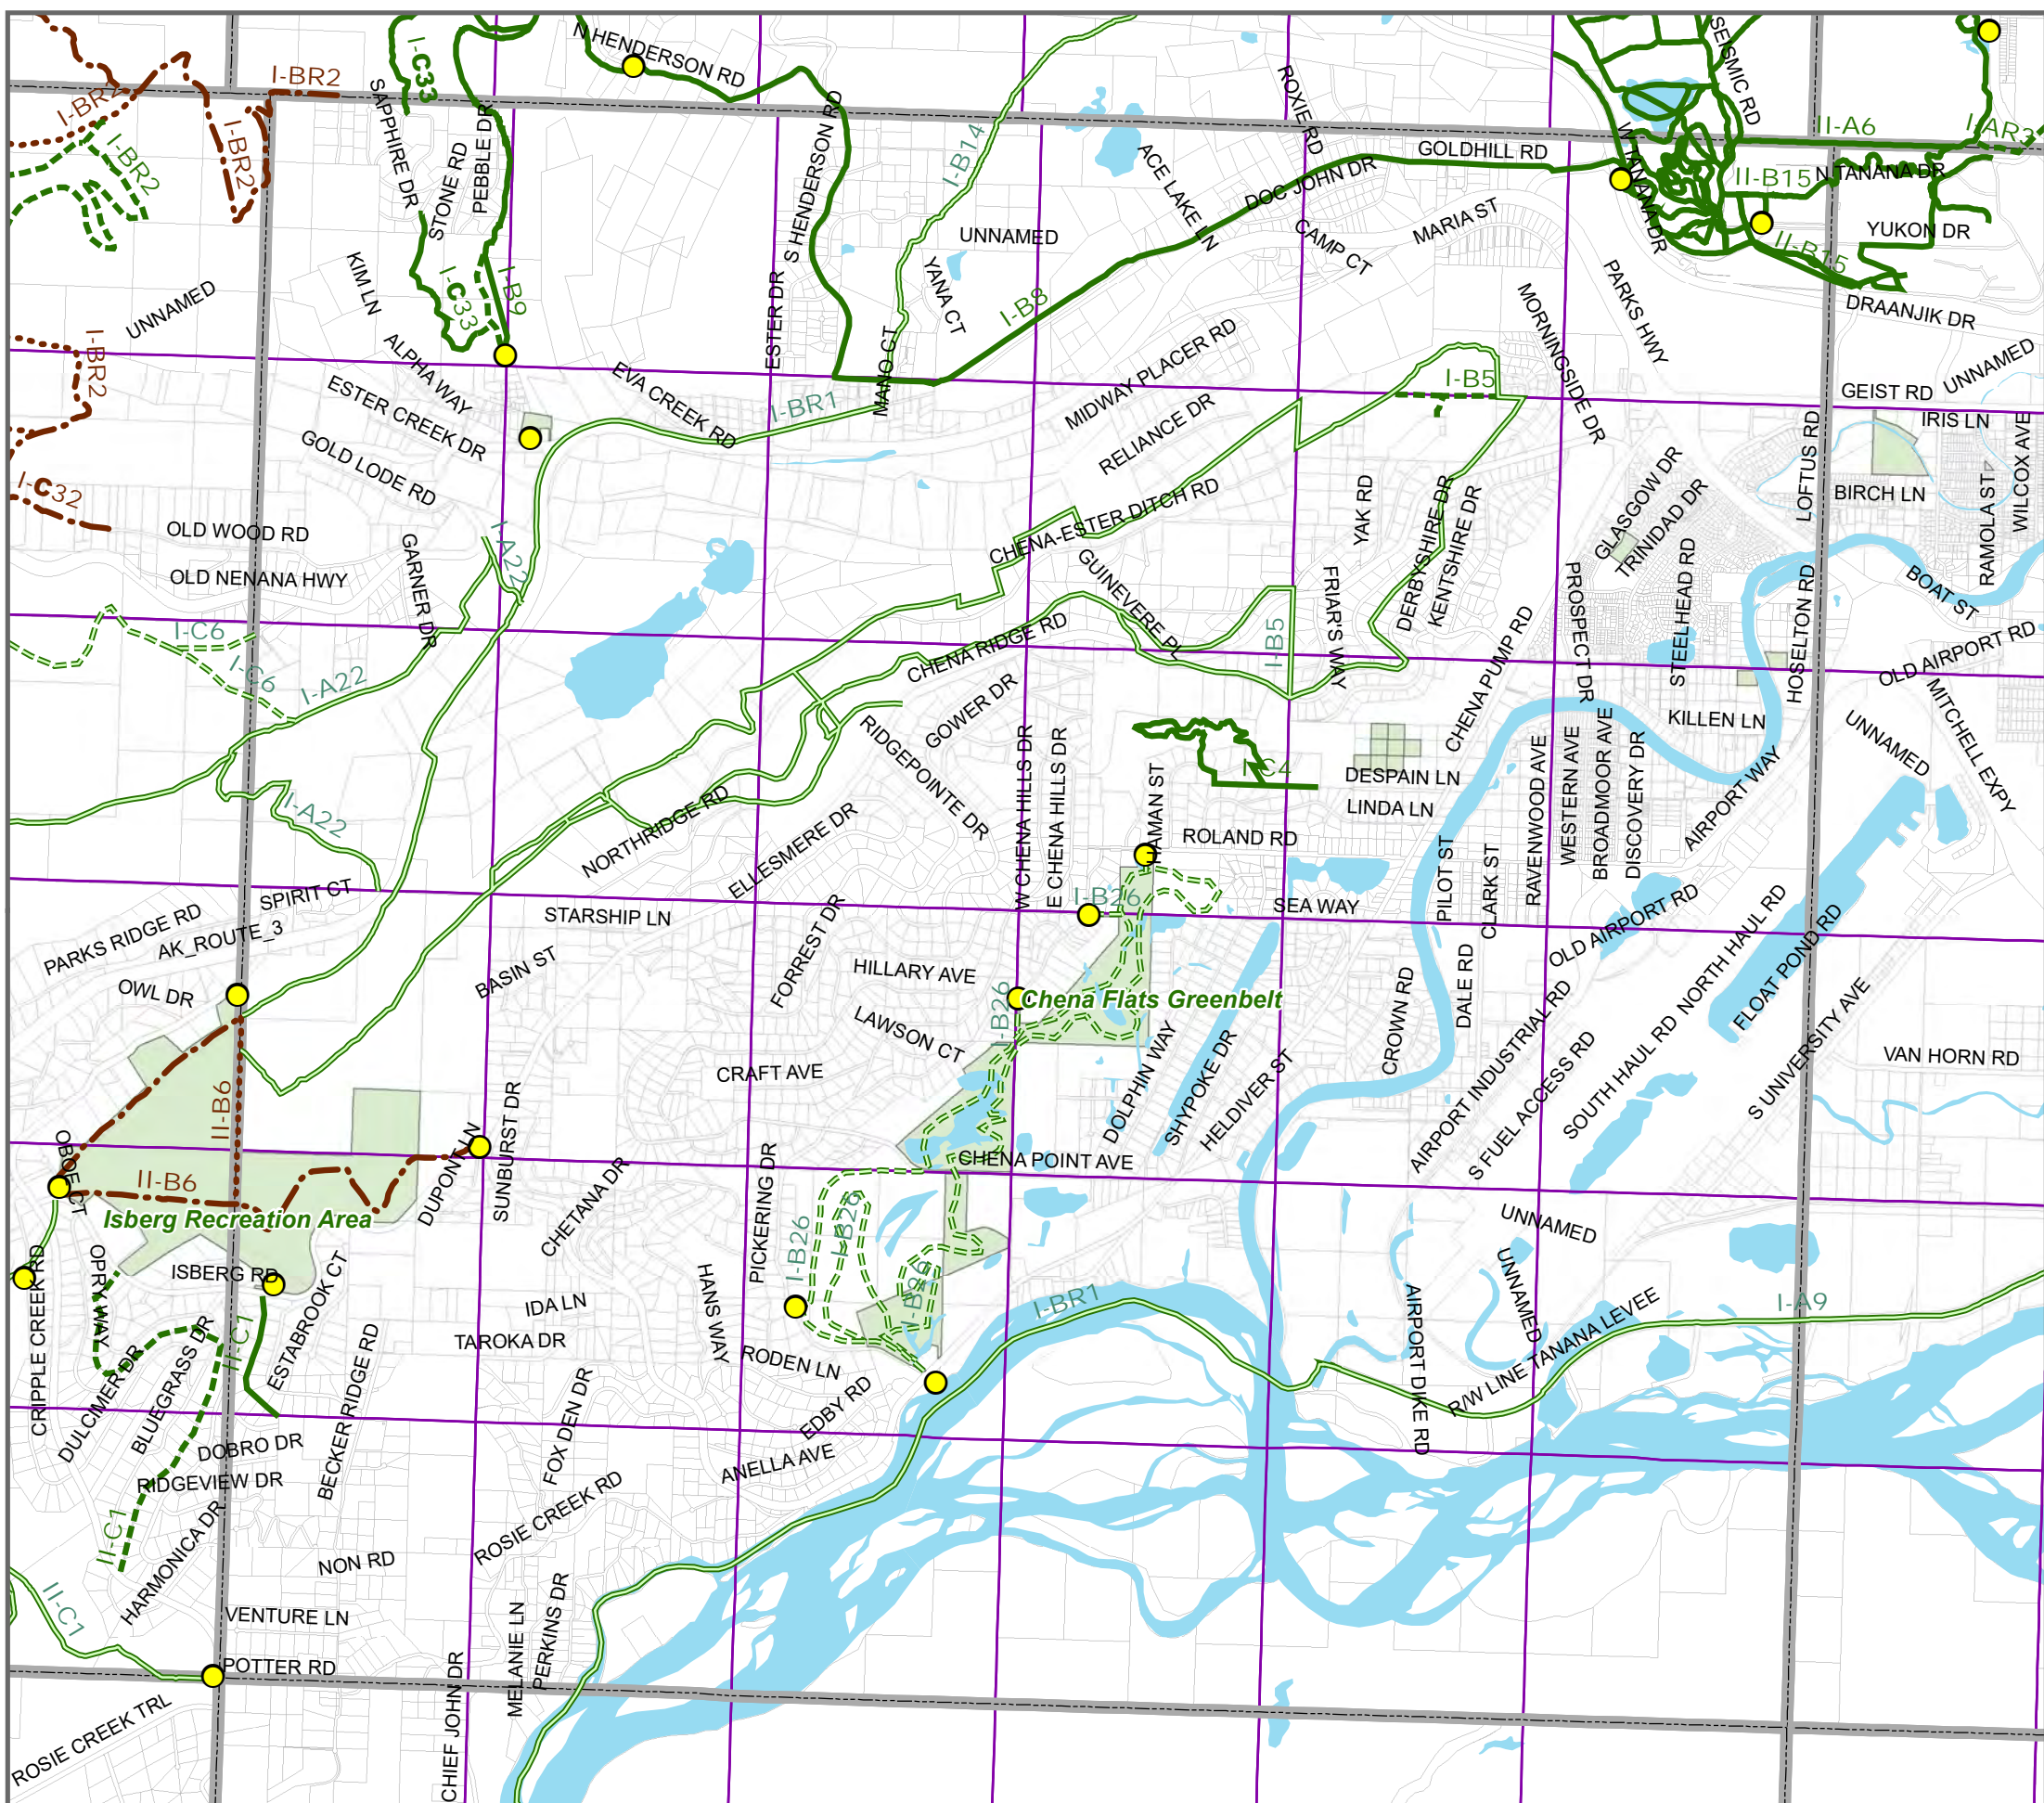 N HENDERSON RD
SEISMIC RD
I-C33
I-BR2
I-BR2
I-BR2
I-BR2
SAPPHIRE DR
STONE RD
PEBBLE DR
S HENDERSON RD
I-B14
ROXIE RD
ACE LAKE LN
GOLDHILL RD
DOC JOHN DR
W TANANA DR
II-A6
I-AR3
II-B15
N TANANA DR
YUKON DR
II-B15
DRAANJIK DR
UNNAMED
CAMP CT
MARIA ST
YANA CT
I-B8
I-C33
I-B9
KIM LN
UNNAMED
ESTER DR
MANO CT
PARKS HWY
MORNINGSIDE DR
UNNAMED
I-BR2
ALPHA WAY
ESTER CREEK DR
EVA CREEK RD
I-BR1
MIDWAY PLACER RD
RELIANCE DR
I-B5
GEIST RD
IRIS LN
GOLD LODE RD
I-C32
OLD WOOD RD
OLD NENANA HWY
GARNER DR
I-A22
CHENA-ESTER DITCH RD
YAK RD
DERBYSHIRE DR
KENTSHIRE DR
GLASGOW DR
TRINIDAD DR
LOFTUS RD
BIRCH LN
RAMOLA ST
WILCOX AVE
BOAT ST
STEELHEAD RD
PROSPECT DR
HOSELTON RD
OLD AIRPORT RD
GUINEVERE PL
FRIAR'S WAY
I-B5
CHENA RIDGE RD
CHENA PUMP RD
I-C6
I-C6
I-A22
GOWER DR
RIDGEPOINTE DR
W CHENA HILLS DR
E CHENA HILLS DR
I-C4
DESPAIN LN
LINDA LN
KILLEN LN
UNNAMED
MITCHELL EXPY
RAVENWOOD AVE
WESTERN AVE
BROADMOOR AVE
DISCOVERY DR
AIRPORT WAY
I-A22
NORTHRIDGE RD
ELLESMERE DR
HAMAN ST
ROLAND RD
PILOT ST
CLARK ST
SPIRIT CT
STARSHIP LN
I-B26
SEA WAY
PARKS RIDGE RD
AK_ROUTE_3
OWL DR
BASIN ST
FORREST DR
HILLARY AVE
LAWSON CT
Chena Flats Greenbelt
I-B26
CROWN RD
DALE RD
OLD AIRPORT RD
NORTH HAUL RD
SOUTH HAUL RD
FLOAT POND RD
S UNIVERSITY AVE
VAN HORN RD
AIRPORT INDUSTRIAL RD
S FUEL ACCESS RD
CRAFT AVE
DOLPHIN WAY
SHYPOKE DR
HELDIVER ST
II-B6
II-B6
OBOE CT
Isberg Recreation Area
DUPONT LN
SUNBURST DR
CHETANA DR
PICKERING DR
CHENA POINT AVE
I-B26
I-B26
I-B26
UNNAMED
UNNAMED
CRIPPLE CREEK RD
OPRY WAY
ISBERG RD
ESTABROOK CT
IDA LN
TAROKA DR
HANS WAY
I-BR1
AIRPORT DIKE RD
R/W LINE TANANA LEVEE
I-A9
DULCIMER DR
BLUEGRASS DR
II-C1
BECKER RIDGE RD
RODEN LN
EDBY RD
ANELLA AVE
FOX DEN DR
DOBRO DR
RIDGEVIEW DR
II-C1
HARMONICA DR
NON RD
ROSIE CREEK RD
II-C1
VENTURE LN
MELANIE LN
PERKINS DR
POTTER RD
ROSIE CREEK TRL
CHIEF JOHN DR